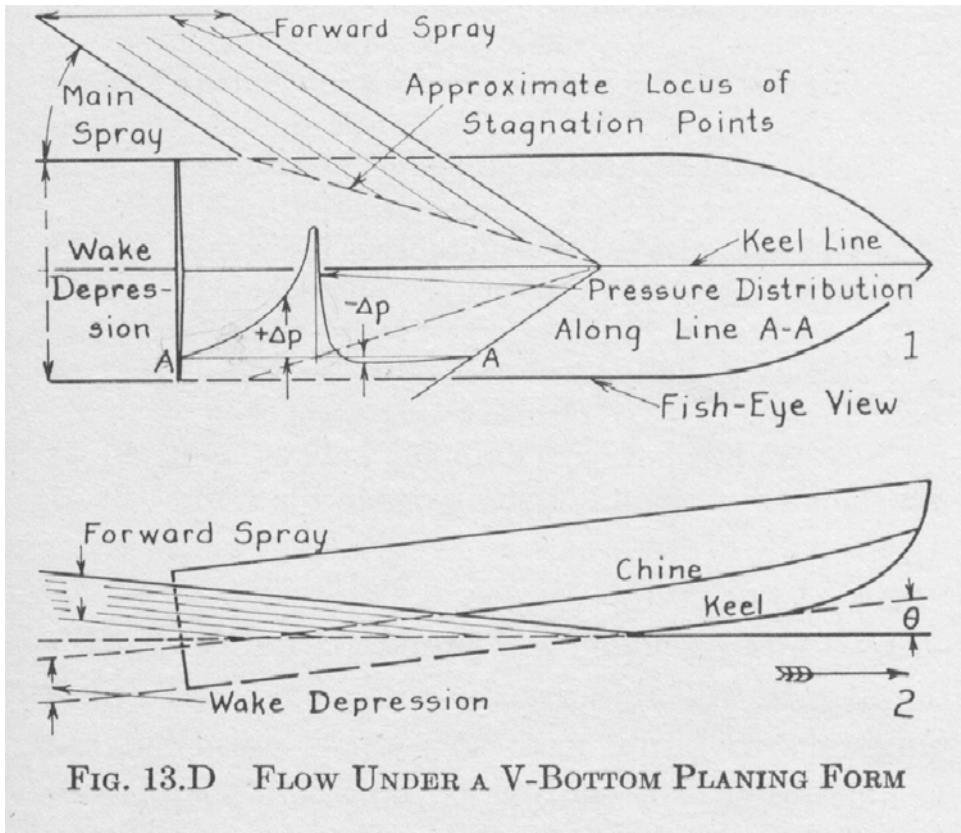 Forward Spray
Approximate Locus of
Stagnation Points
Main
Spray
Keel Line
Wake
Depres-
sion
Pressure Distribution
Along Line A-A
+Δp
-Δp
A
A
1
Fish-Eye View
Forward Spray
Chine
Keel
θ
Wake Depression
2
FIG. 13.D FLOW UNDER A V-BOTTOM PLANING FORM